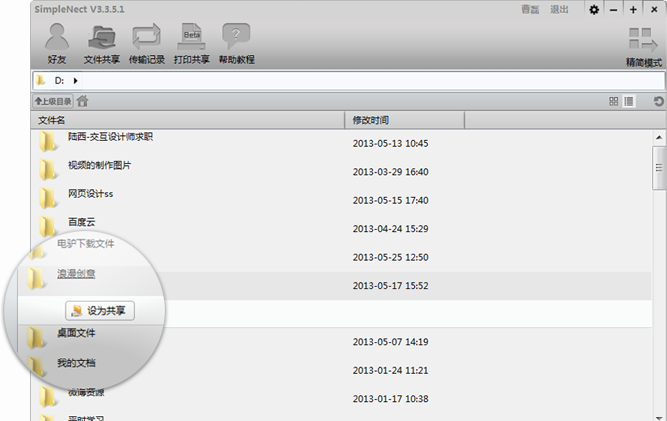 SimpleNect V3.3.5.1 曹磊 退出
好友 文件共享 传输记录 打印共享 帮助教程 精简模式
Beta
D:
上级目录
文件名 修改时间
陆西-交互设计师求职 2013-05-13 10:45
视频的制作图片 2013-03-29 16:40
网页设计ss 2013-05-15 17:40
百度云 2013-04-24 15:29
电驴下载文件 2013-05-25 12:50
浪漫创意 2013-05-17 15:52
设为共享
桌面文件 2013-05-07 14:19
我的文档 2013-01-24 11:21
微海资源 2013-01-17 10:38
平时学习